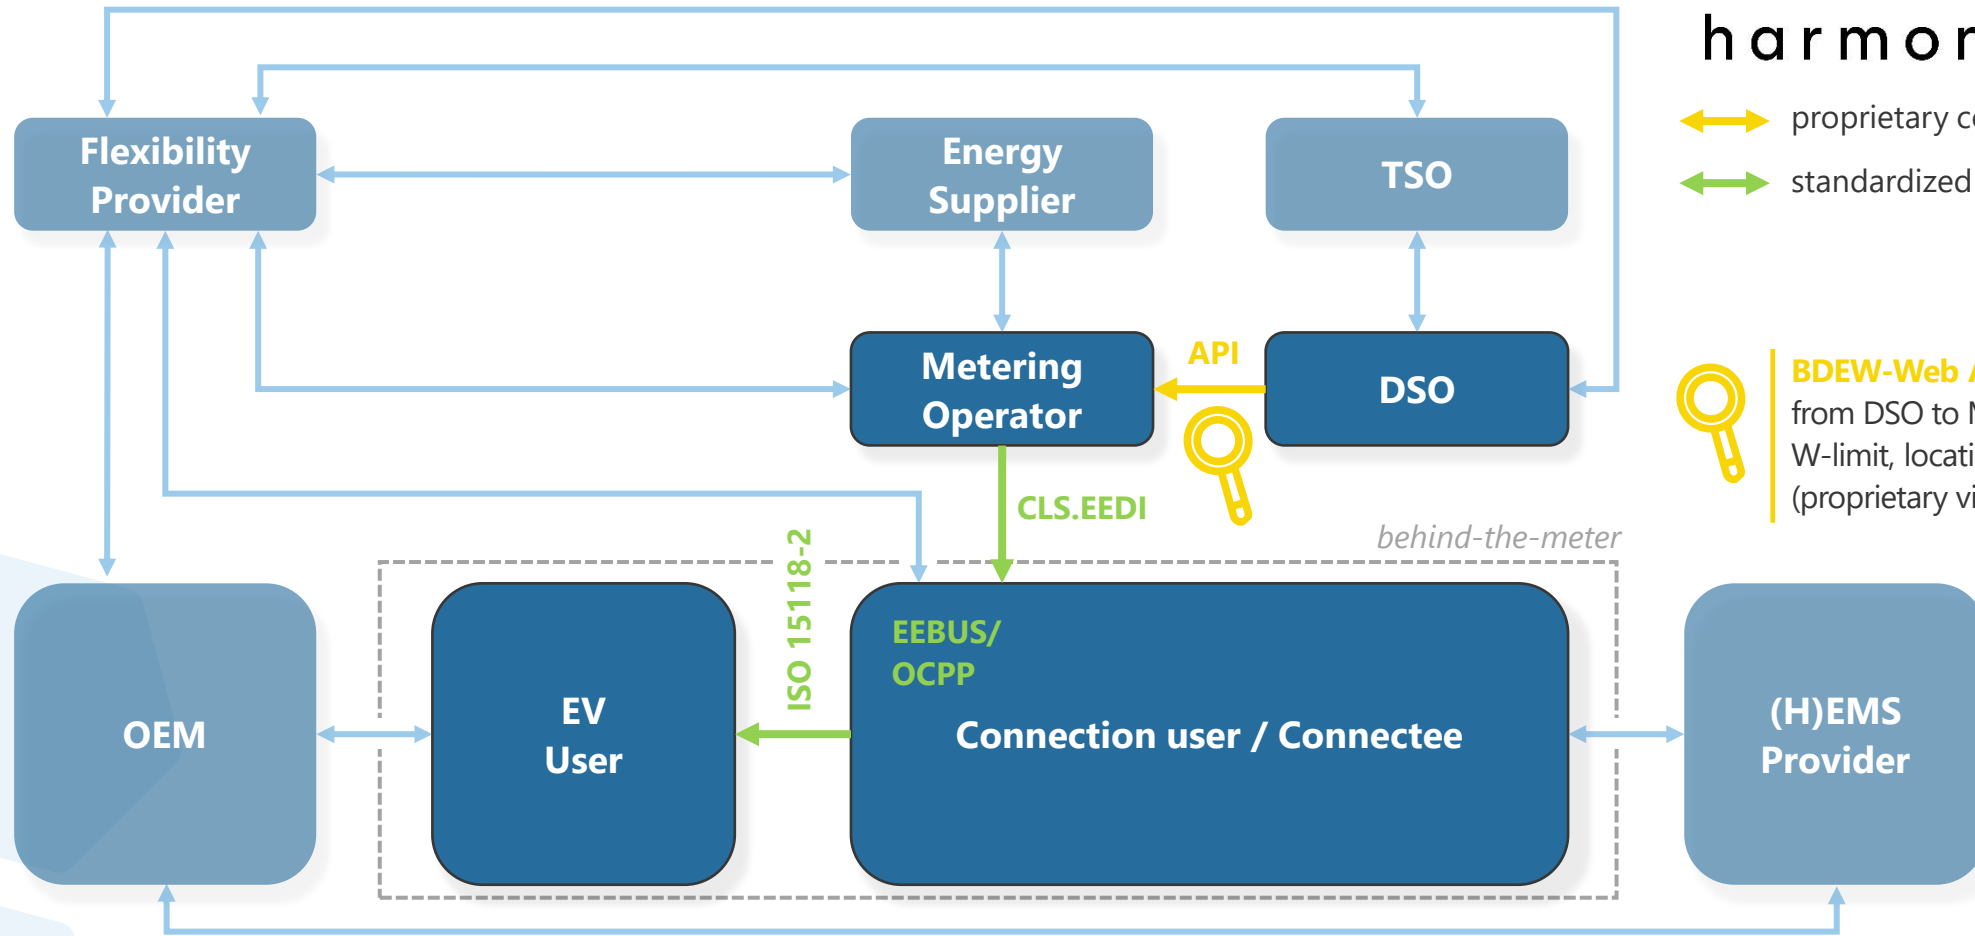 harmon
proprietary c
standardized
Flexibility
Provider
Energy
Supplier
TSO
Metering
Operator
API
DSO
BDEW-Web
from DSO to
W-limit, locati
(proprietary vi
CLS.EEDI
behind-the-meter
ISO 15118-2
EEBUS/
OCPP
OEM
EV
User
Connection user / Connectee
(H)EMS
Provider